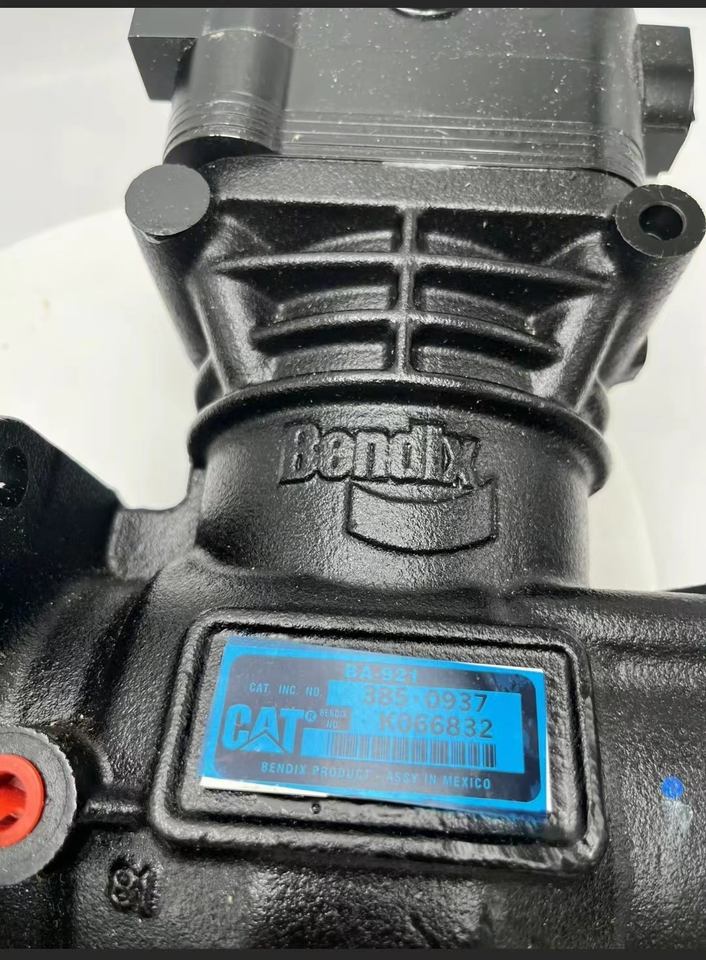 Bendix
BA-921
CAT. INC. NO. 385-0937
CAT® BENDIX NO. K066832
BENDIX PRODUCT - ASSY IN MEXICO